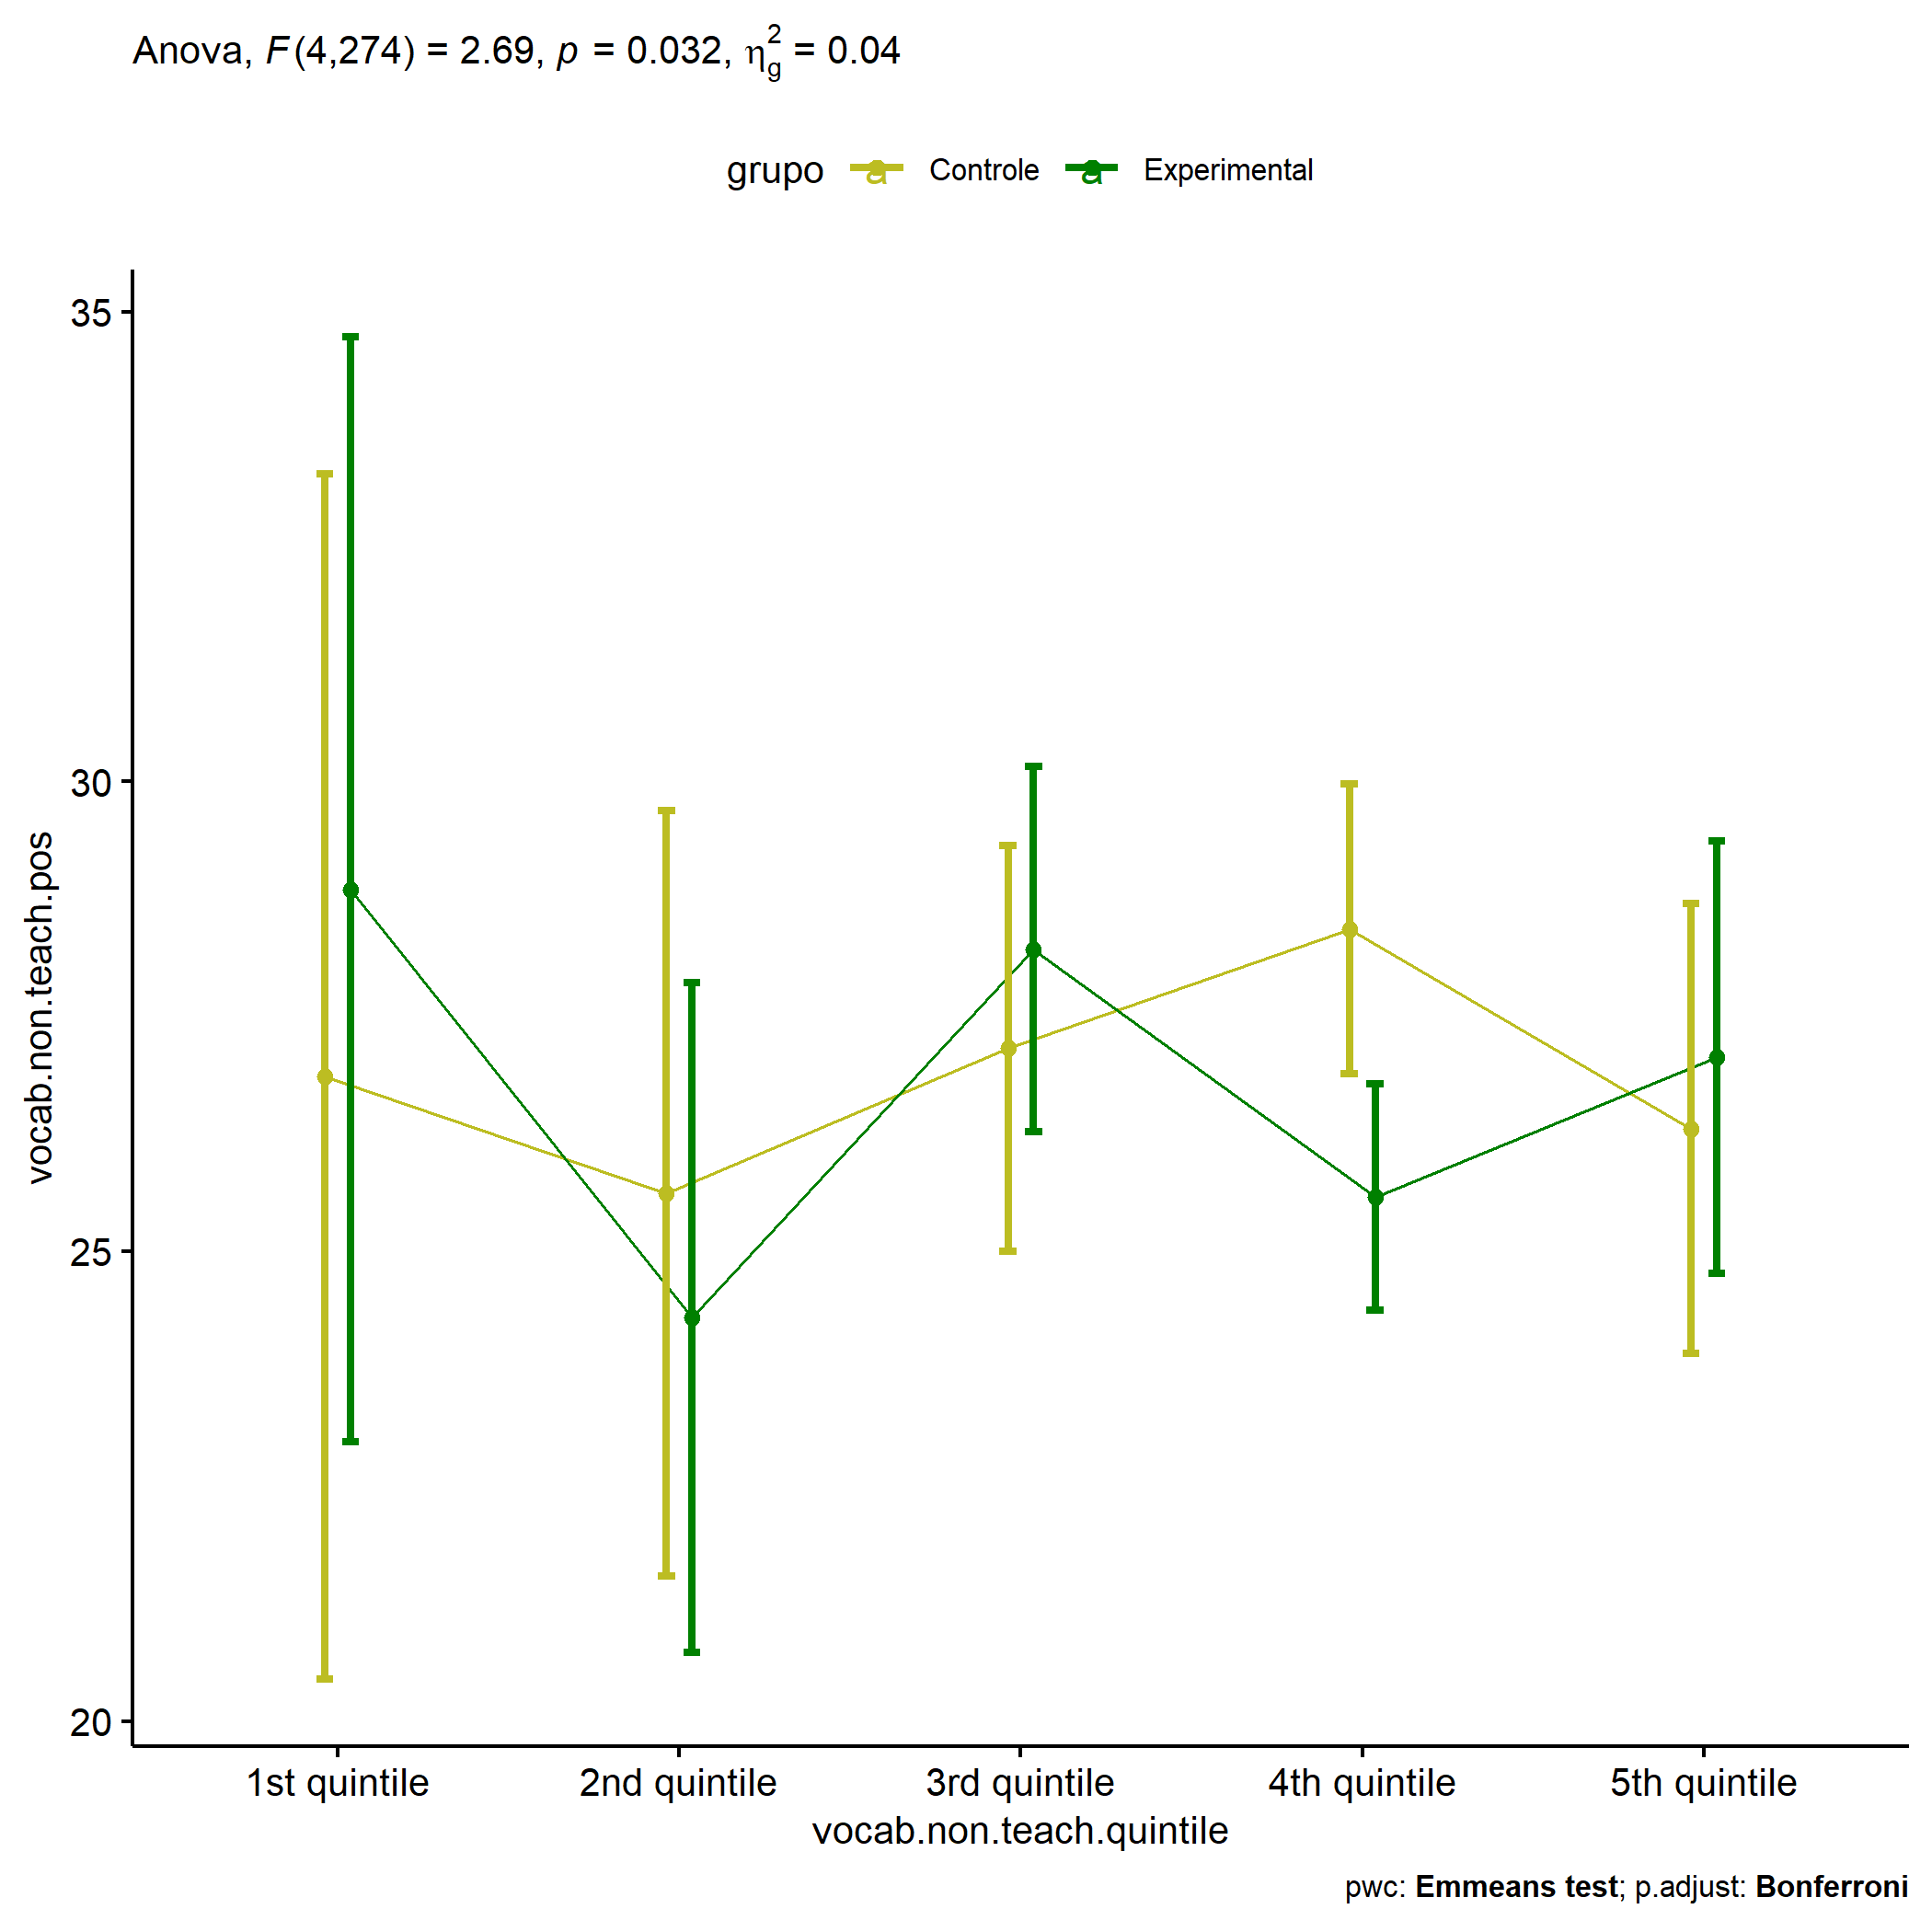 Anova, F(4,274) = 2.69, p = 0.032, η²g = 0.04
grupo a Controle a Experimental
35
30
25
20
vocab.non.teach.pos
1st quintile 2nd quintile 3rd quintile 4th quintile 5th quintile
vocab.non.teach.quintile
pwc: Emmeans test; p.adjust: Bonferroni